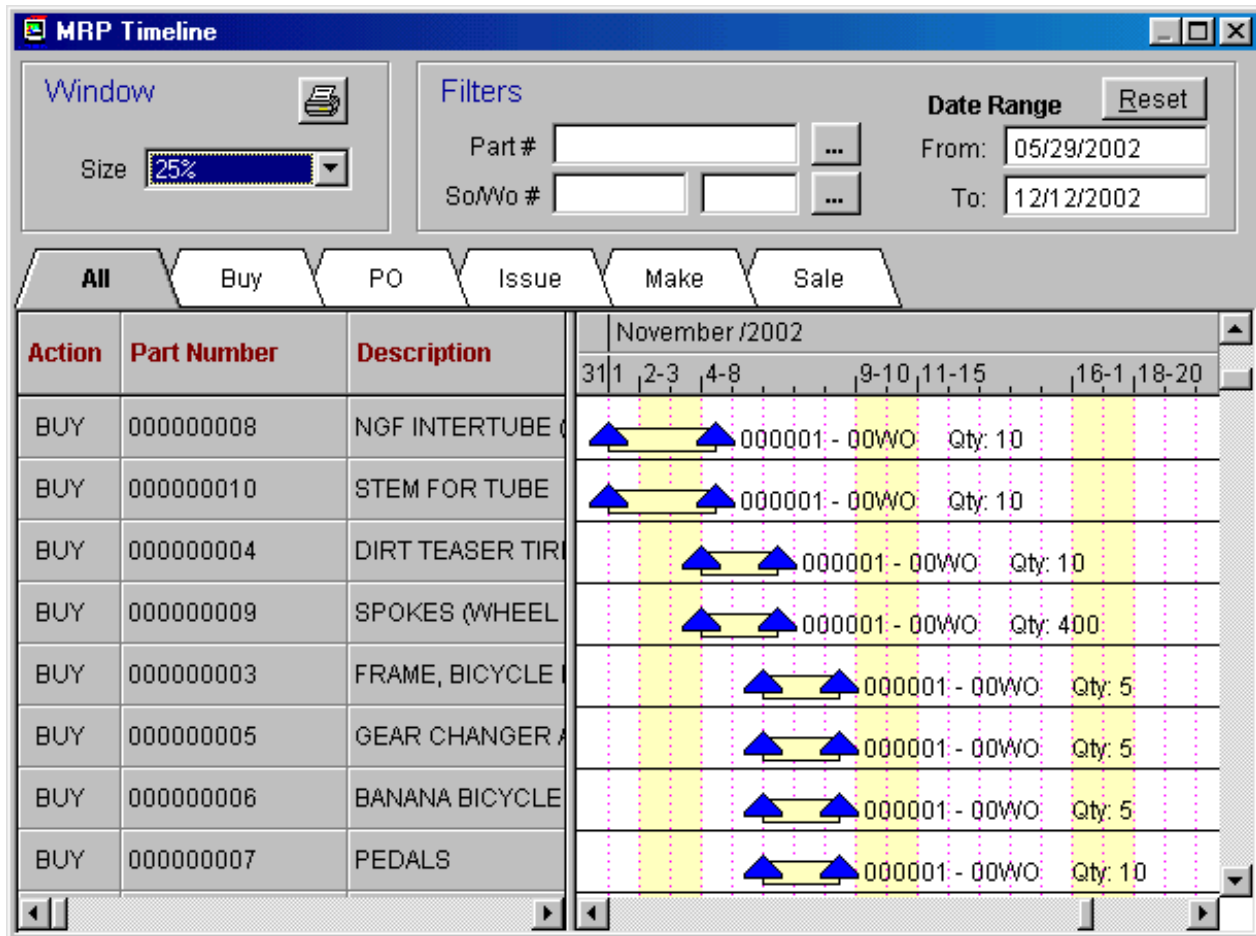 MRP Timeline
Window
Size 25%
Filters
Part #
So/Wo #
...
...
Date Range Reset
From: 05/29/2002
To: 12/12/2002
All Buy PO Issue Make Sale
Action Part Number Description
November /2002
31 1 2-3 4-8 9-10 11-15 16-1 18-20
BUY 000000008 NGF INTERTUBE ( 000001 - 00WO Qty: 10
BUY 000000010 STEM FOR TUBE 000001 - 00WO Qty: 10
BUY 000000004 DIRT TEASER TIR 000001 - 00WO Qty: 10
BUY 000000009 SPOKES (WHEEL 000001 - 00WO Qty: 400
BUY 000000003 FRAME, BICYCLE 000001 - 00WO Qty: 5
BUY 000000005 GEAR CHANGER 000001 - 00WO Qty: 5
BUY 000000006 BANANA BICYCLE 000001 - 00WO Qty: 5
BUY 000000007 PEDALS 000001 - 00WO Qty: 10